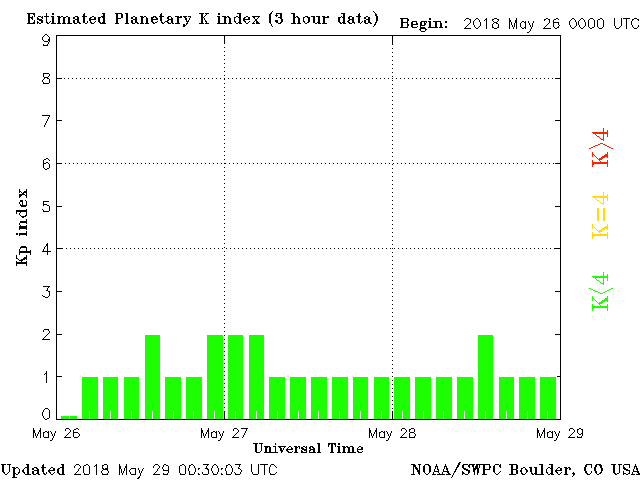 Estimated Planetary K index (3 hour data)
Begin: 2018 May 26 0000 UTC
9
8
7
6
5
4
3
2
1
0
Kp index
K>4
K=4
K<4
May 26
May 27
May 28
May 29
Universal Time
Updated 2018 May 29 00:30:03 UTC
NOAA/SWPC Boulder, CO USA